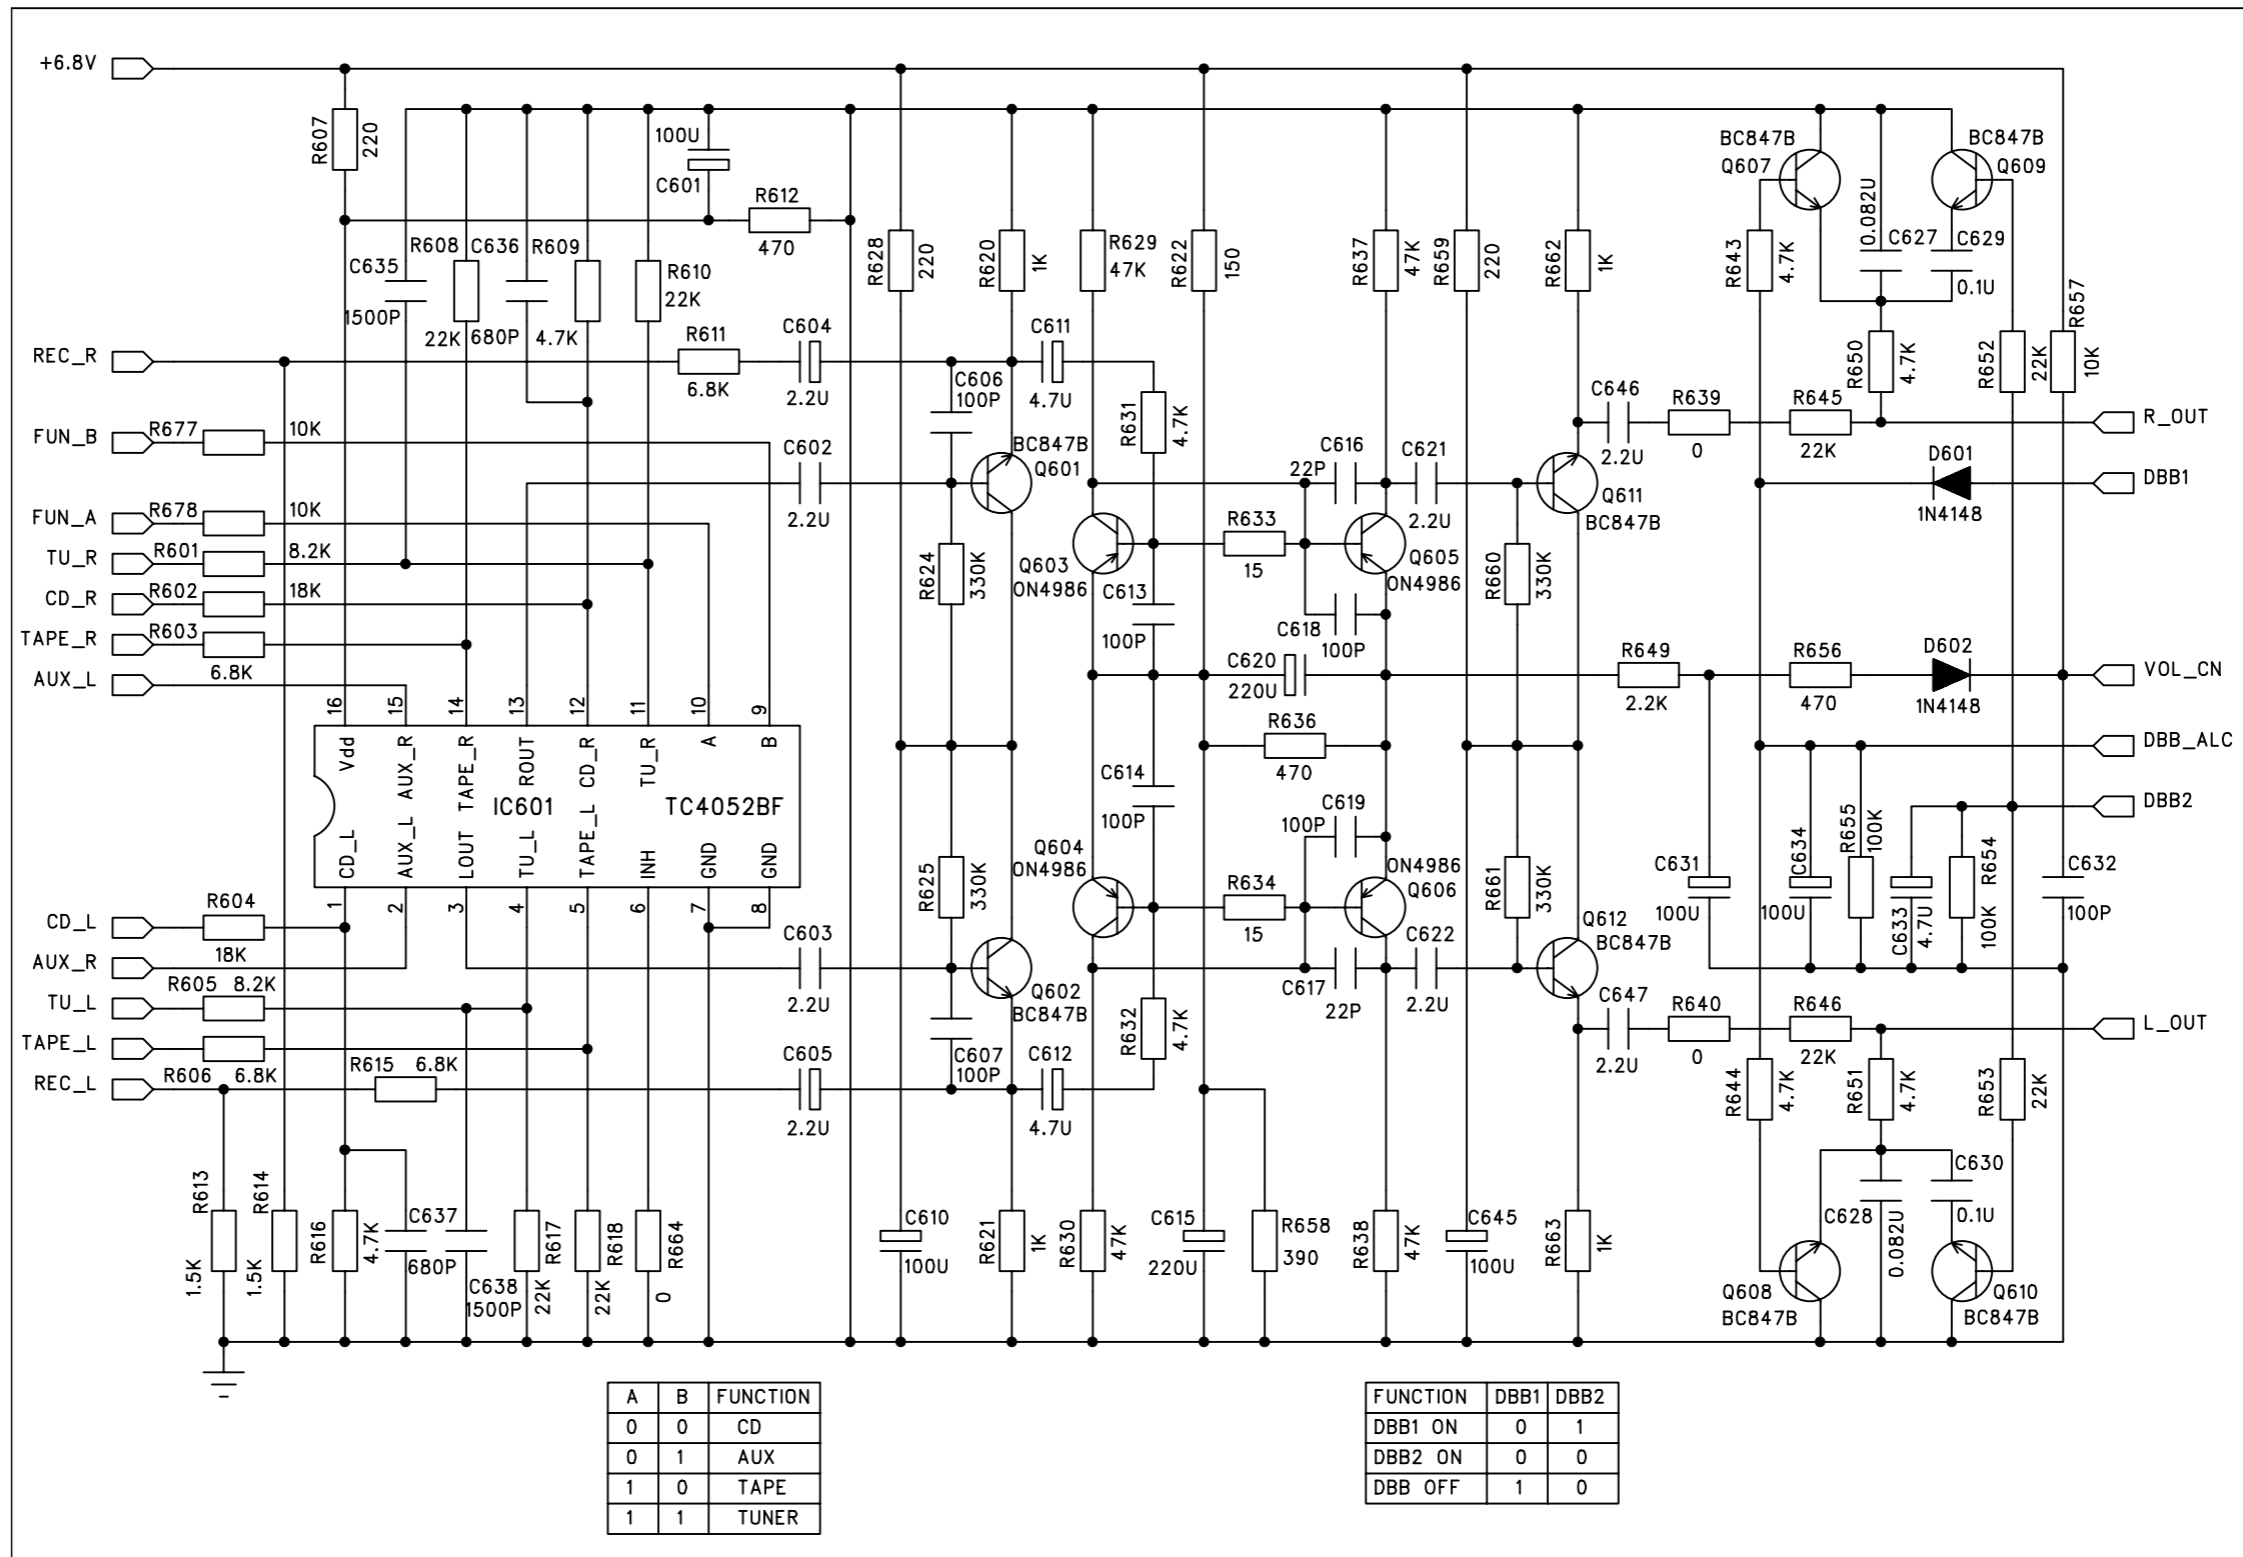 +6.8V
R607
220
100U
C601
R612
470
BC847B
Q607
BC847B
Q609
0.082U
C627
C629
0.1U
R608
C636
R609
C635
1500P
22K
680P
4.7K
R610
22K
R628
220
R620
1K
R629
47K
R622
150
R637
47K
R659
220
R662
1K
R643
4.7K
R657
10K
R650
4.7K
R652
22K
REC_R
R611
6.8K
C604
2.2U
C606
100P
C611
4.7U
R631
4.7K
C646
2.2U
R639
0
R645
22K
R_OUT
FUN_B
R677
10K
C602
2.2U
BC847B
Q601
C616
22P
C621
2.2U
Q611
BC847B
D601
1N4148
DBB1
FUN_A
R678
10K
TU_R
R601
8.2K
CD_R
R602
18K
TAPE_R
R603
6.8K
AUX_L
R624
330K
Q603
ON4986
R633
15
Q605
ON4986
C613
100P
C618
100P
R660
330K
C620
220U
R649
2.2K
R656
470
D602
1N4148
VOL_CN
16
15
14
13
12
11
10
9
Vdd
AUX_R
TAPE_R
ROUT
CD_R
TU_R
A
B
IC601
TC4052BF
CD_L
AUX_L
LOUT
TU_L
TAPE_L
INH
GND
GND
1
2
3
4
5
6
7
8
R636
470
DBB_ALC
C614
100P
C619
100P
DBB2
Q604
ON4986
R634
15
ON4986
Q606
R625
330K
R661
330K
C631
100U
C634
100U
R655
100K
C633
4.7U
R654
100K
C632
100P
CD_L
R604
18K
AUX_R
R605
8.2K
TU_L
TAPE_L
R606
6.8K
REC_L
R615
6.8K
C603
2.2U
Q602
BC847B
C617
22P
C622
2.2U
Q612
BC847B
C605
2.2U
C607
100P
C612
4.7U
R632
4.7K
C647
2.2U
R640
0
R646
22K
L_OUT
R644
4.7K
R651
4.7K
R653
22K
R613
1.5K
R614
1.5K
R616
4.7K
C637
680P
C638
1500P
R617
22K
R618
22K
R664
0
C610
100U
R621
1K
R630
47K
C615
220U
R658
390
R638
47K
C645
100U
R663
1K
C628
0.082U
C630
0.1U
Q608
BC847B
Q610
BC847B
A B FUNCTION
0 0 CD
0 1 AUX
1 0 TAPE
1 1 TUNER
FUNCTION DBB1 DBB2
DBB1 ON 0 1
DBB2 ON 0 0
DBB OFF 1 0